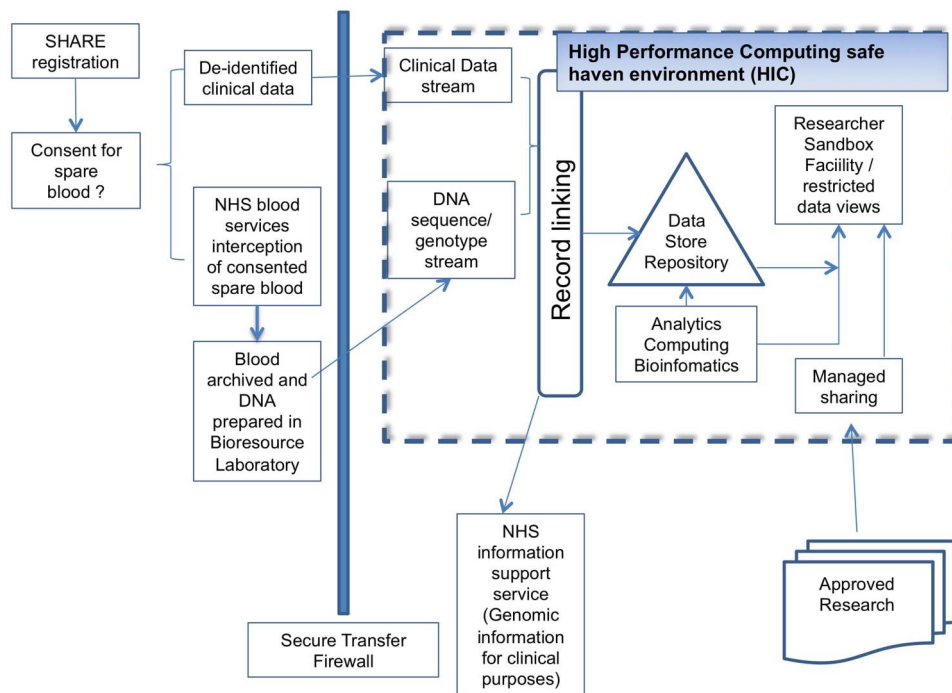 SHARE
registration
Consent for
spare
blood ?
De-identified
clinical data
NHS blood
services
interception
of consented
spare blood
Blood
archived and
DNA
prepared in
Bioresource
Laboratory
Secure Transfer
Firewall
Clinical Data
stream
DNA
sequence/
genotype
stream
Record linking
High Performance Computing safe
haven environment (HIC)
Data
Store
Repository
Analytics
Computing
Bioinfomatics
Researcher
Sandbox
Faciility /
restricted
data views
Managed
sharing
NHS
information
support
service
(Genomic
information
for clinical
purposes)
Approved
Research